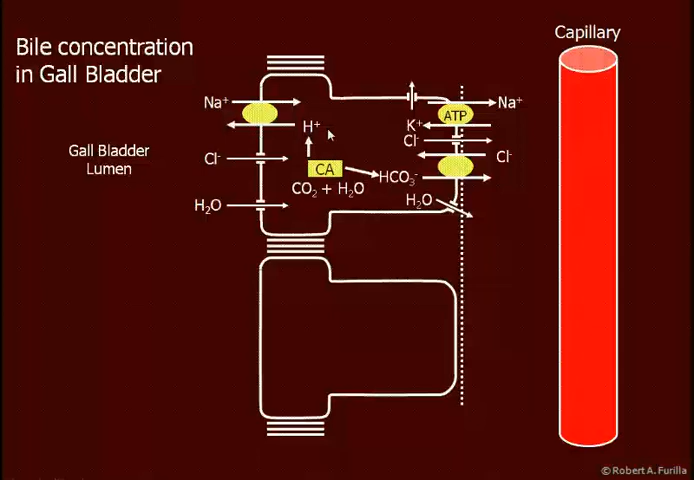 Bile concentration
in Gall Bladder
Capillary
Gall Bladder
Lumen
Na⁺
H⁺
Cl⁻
CA
CO₂ + H₂O
H₂O
HCO₃⁻
ATP
Na⁺
K⁺
Cl⁻
Cl⁻
H₂O
© Robert A. Furilla